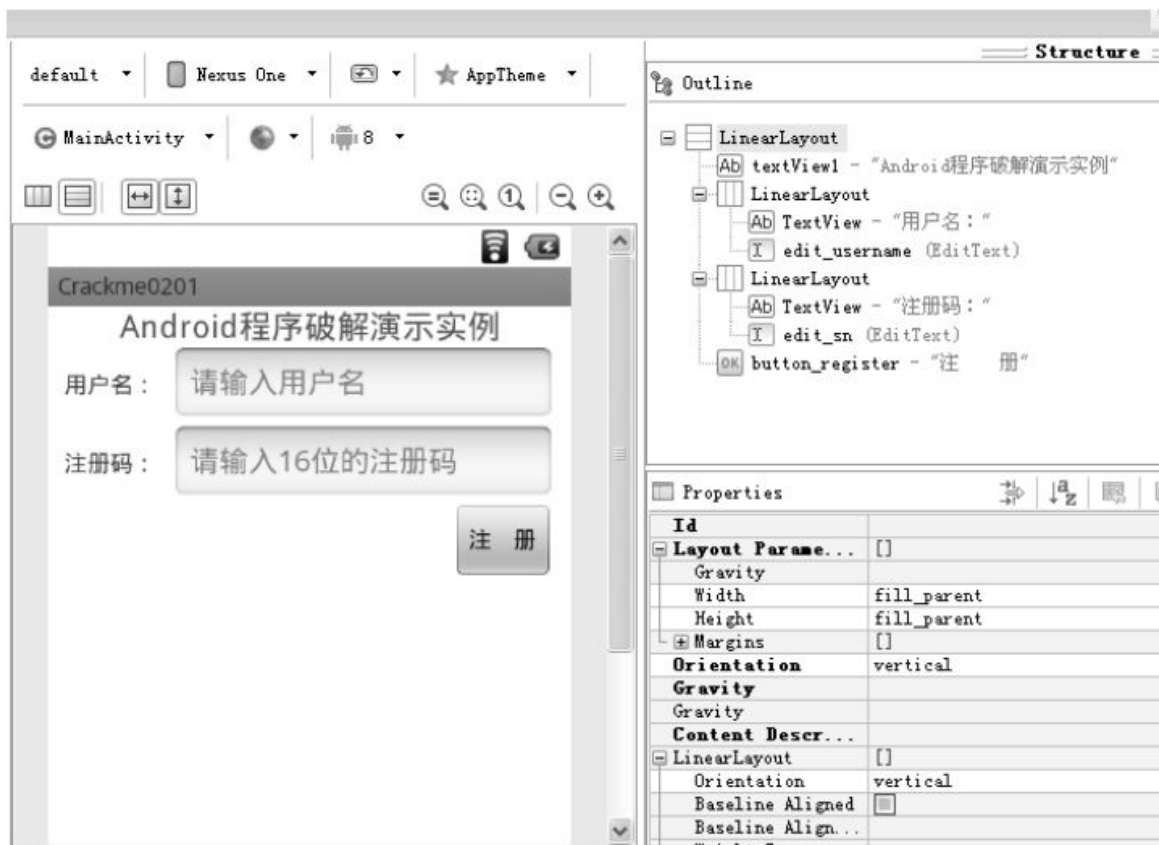 Structure
default Nexus One AppTheme
MainActivity 8
Crackme0201
Android程序破解演示实例
用户名： 请输入用户名
注册码： 请输入16位的注册码
注 册
Outline
LinearLayout
Ab textView1 - "Android程序破解演示实例"
LinearLayout
Ab TextView - "用户名："
I edit_username (EditText)
LinearLayout
Ab TextView - "注册码："
I edit_sn (EditText)
OK button_register - "注 册"
Properties
Id
Layout Parame... []
Gravity
Width fill_parent
Height fill_parent
Margins []
Orientation vertical
Gravity
Gravity
Content Descr...
LinearLayout []
Orientation vertical
Baseline Aligned
Baseline Align...